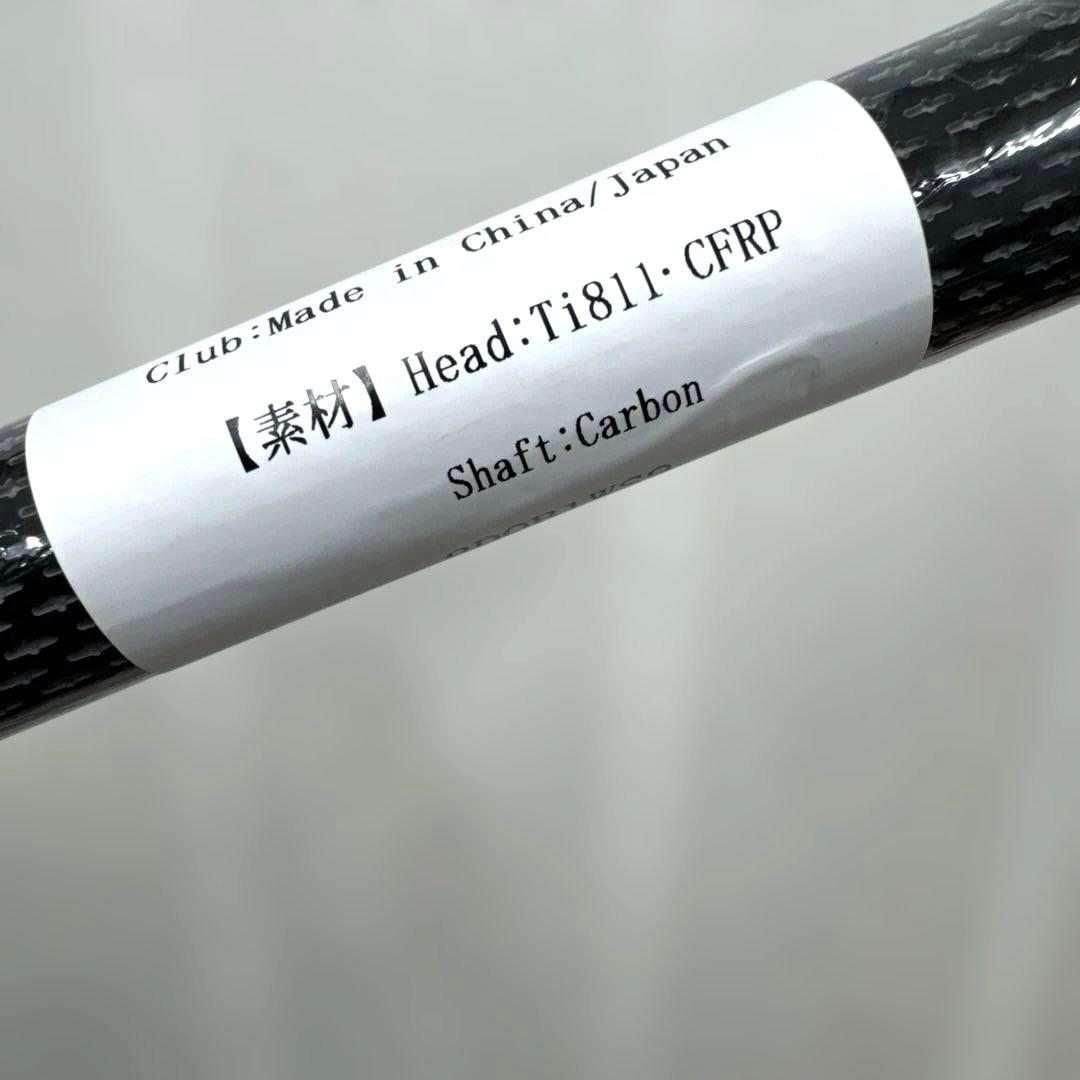 Club:Made in China/Japan
【素材】Head:Ti811・CFRP
Shaft:Carbon